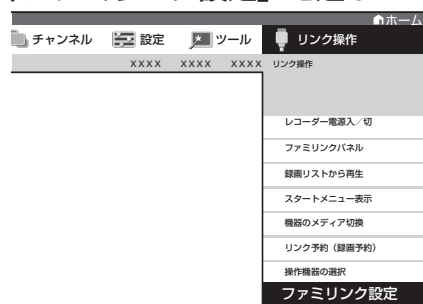 ホーム
チャンネル 設定 ツール リンク操作
XXXX XXXX XXXX リンク操作
レコーダー電源入／切
ファミリンクパネル
録画リストから再生
スタートメニュー表示
機器のメディア切換
リンク予約（録画予約）
操作機器の選択
ファミリンク設定